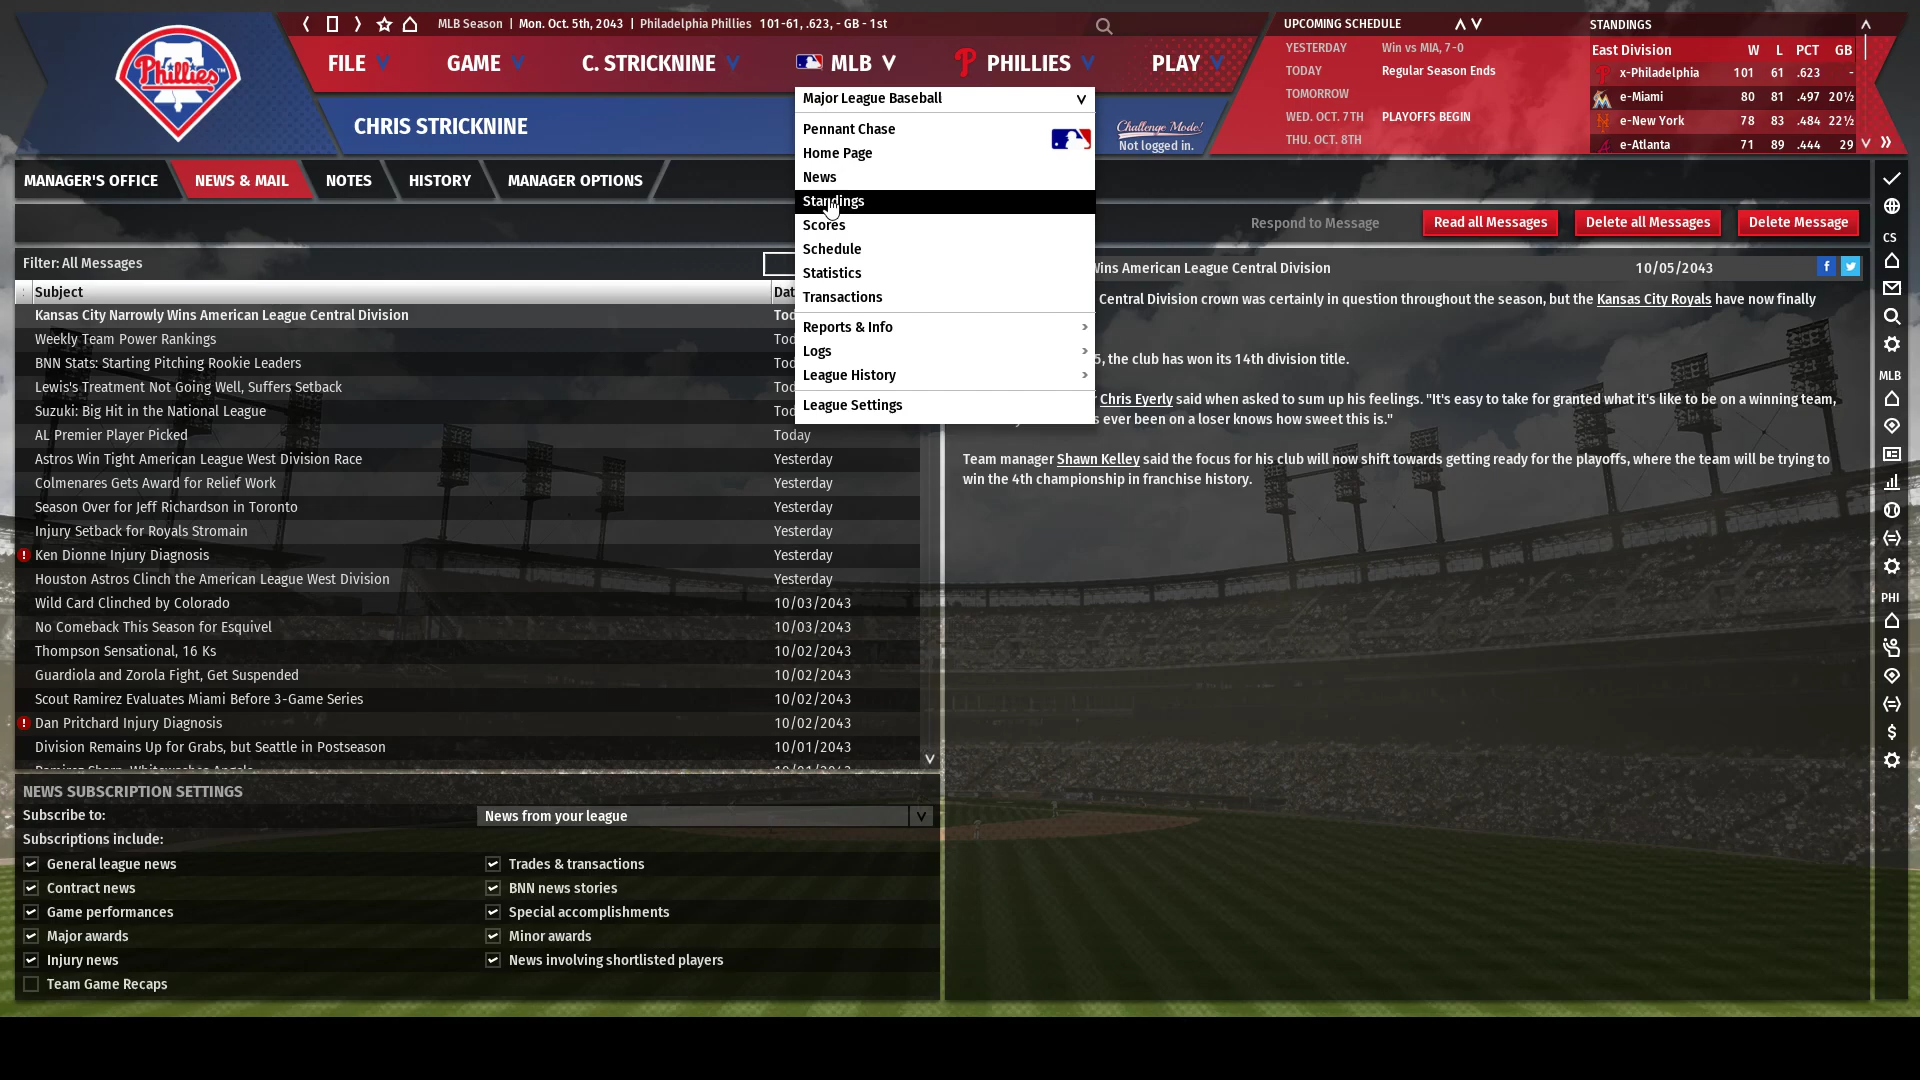 MLB Season | Mon. Oct. 5th, 2043 | Philadelphia Phillies 101-61, .623, - GB - 1st
Phillies
FILE GAME C. STRICKNINE MLB PHILLIES PLAY
CHRIS STRICKNINE
Challenge Mode!
Not logged in.
UPCOMING SCHEDULE
YESTERDAY Win vs MIA, 7-0
TODAY Regular Season Ends
TOMORROW
WED. OCT. 7TH PLAYOFFS BEGIN
THU. OCT. 8TH
STANDINGS
East Division W L PCT GB
x-Philadelphia 101 61 .623 -
e-Miami 80 81 .497 20½
e-New York 78 83 .484 22½
e-Atlanta 71 89 .444 29
Major League Baseball
Pennant Chase
Home Page
News
Standings
Scores
Schedule
Statistics
Transactions
Reports & Info
Logs
League History
League Settings
MANAGER'S OFFICE NEWS & MAIL NOTES HISTORY MANAGER OPTIONS
Respond to Message Read all Messages Delete all Messages Delete Message
Filter: All Messages
Subject Dat
Kansas City Narrowly Wins American League Central Division Tod
Weekly Team Power Rankings Tod
BNN Stats: Starting Pitching Rookie Leaders Tod
Lewis's Treatment Not Going Well, Suffers Setback Tod
Suzuki: Big Hit in the National League Tod
AL Premier Player Picked Today
Astros Win Tight American League West Division Race Yesterday
Colmenares Gets Award for Relief Work Yesterday
Season Over for Jeff Richardson in Toronto Yesterday
Injury Setback for Royals Stromain Yesterday
Ken Dionne Injury Diagnosis Yesterday
Houston Astros Clinch the American League West Division Yesterday
Wild Card Clinched by Colorado 10/03/2043
No Comeback This Season for Esquivel 10/03/2043
Thompson Sensational, 16 Ks 10/02/2043
Guardiola and Zorola Fight, Get Suspended 10/02/2043
Scout Ramirez Evaluates Miami Before 3-Game Series 10/02/2043
Dan Pritchard Injury Diagnosis 10/02/2043
Division Remains Up for Grabs, but Seattle in Postseason 10/01/2043
Wins American League Central Division 10/05/2043
Central Division crown was certainly in question throughout the season, but the Kansas City Royals have now finally
5, the club has won its 14th division title.
Chris Eyerly said when asked to sum up his feelings. "It's easy to take for granted what it's like to be on a winning team,
ever been on a loser knows how sweet this is."
Team manager Shawn Kelley said the focus for his club will now shift towards getting ready for the playoffs, where the team will be trying to
win the 4th championship in franchise history.
NEWS SUBSCRIPTION SETTINGS
Subscribe to: News from your league
Subscriptions include:
General league news Trades & transactions
Contract news BNN news stories
Game performances Special accomplishments
Major awards Minor awards
Injury news News involving shortlisted players
Team Game Recaps
CS
MLB
PHI